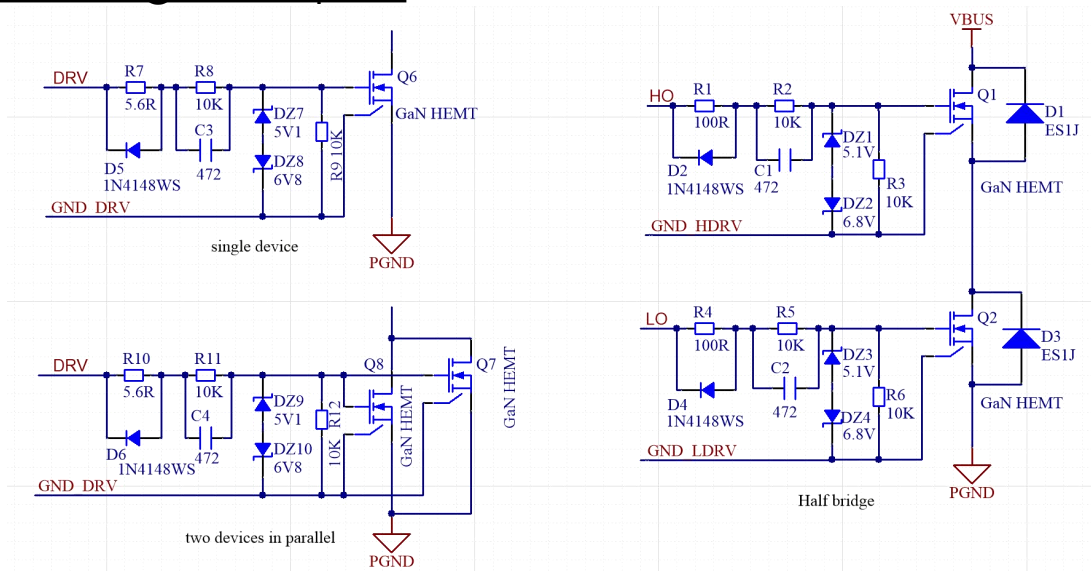 DRV
R7
5.6R
R8
10K
C3
472
D5
1N4148WS
DZ7
5V1
DZ8
6V8
R9 10K
Q6
GaN HEMT
GND DRV
PGND
single device
DRV
R10
5.6R
R11
10K
C4
472
D6
1N4148WS
DZ9
5V1
DZ10
6V8
R12
10K
Q8
GaN HEMT
Q7
GaN HEMT
GND DRV
PGND
two devices in parallel
VBUS
HO
R1
100R
R2
10K
C1
472
D2
1N4148WS
DZ1
5.1V
DZ2
6.8V
R3
10K
Q1
D1
ES1J
GaN HEMT
GND HDRV
LO
R4
100R
R5
10K
C2
472
D4
1N4148WS
DZ3
5.1V
DZ4
6.8V
R6
10K
Q2
D3
ES1J
GaN HEMT
GND LDRV
PGND
Half bridge